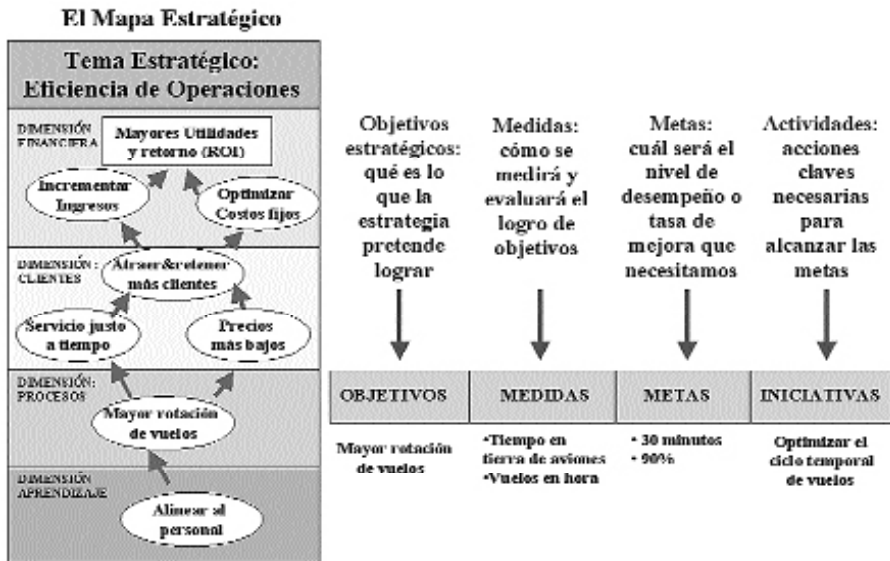 El Mapa Estratégico
Tema Estratégico:
Eficiencia de Operaciones
DIMENSIÓN
FINANCIERA
Mayores Utilidades
y retorno (ROI)
Incrementar
Ingresos
Optimizar
Costos fijos
DIMENSIÓN :
CLIENTES
Atraer&retener
más clientes
Servicio justo
a tiempo
Precios
más bajos
DIMENSIÓN:
PROCESOS
Mayor rotación
de vuelos
DIMENSIÓN
APRENDIZAJE
Alinear al
personal
Objetivos
estratégicos:
qué es lo
que la
estrategia
pretende
lograr
Medidas:
cómo se
medirá y
evaluará el
logro de
objetivos
Metas:
cuál será el
nivel de
desempeño o
tasa de
mejora que
necesitamos
Actividades:
acciones
claves
necesarias
para
alcanzar las
metas
OBJETIVOS
MEDIDAS
METAS
INICIATIVAS
Mayor rotación
de vuelos
•Tiempo en
tierra de aviones
•Vuelos en hora
• 30 minutos
• 90%
Optimizar el
ciclo temporal
de vuelos